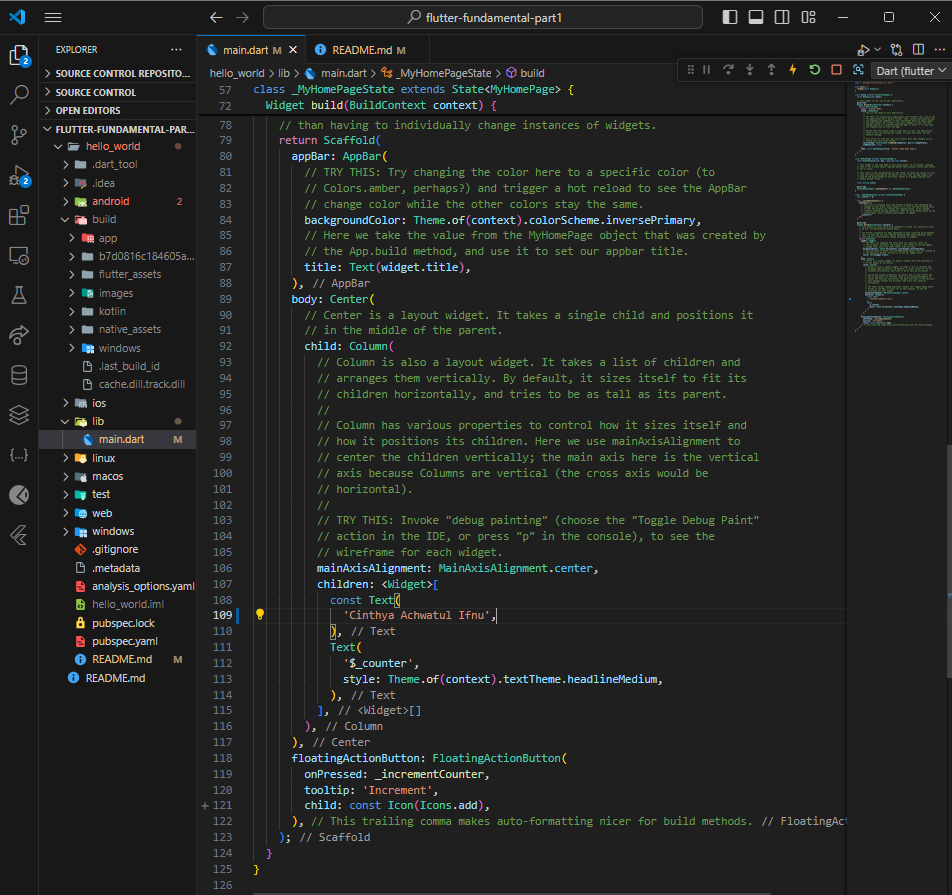 flutter-fundamental-part1
EXPLORER
main.dart M
README.md M
Dart (flutter
hello_world > lib > main.dart > _MyHomePageState > build
SOURCE CONTROL REPOSITO...
SOURCE CONTROL
OPEN EDITORS
FLUTTER-FUNDAMENTAL-PAR...
hello_world
.dart_tool
.idea
android 2
build
app
b7d0816c184605a...
flutter_assets
images
kotlin
native_assets
windows
.last_build_id
cache.dill.track.dill
ios
lib
main.dart M
linux
macos
test
web
windows
.gitignore
.metadata
analysis_options.yaml
hello_world.iml
pubspec.lock
pubspec.yaml
README.md M
README.md
2
2
57 class _MyHomePageState extends State<MyHomePage> {
72 Widget build(BuildContext context) {
78 // than having to individually change instances of widgets.
79 return Scaffold(
80 appBar: AppBar(
81 // TRY THIS: Try changing the color here to a specific color (to
82 // Colors.amber, perhaps?) and trigger a hot reload to see the AppBar
83 // change color while the other colors stay the same.
84 backgroundColor: Theme.of(context).colorScheme.inversePrimary,
85 // Here we take the value from the MyHomePage object that was created by
86 // the App.build method, and use it to set our appbar title.
87 title: Text(widget.title),
88 ), // AppBar
89 body: Center(
90 // Center is a layout widget. It takes a single child and positions it
91 // in the middle of the parent.
92 child: Column(
93 // Column is also a layout widget. It takes a list of children and
94 // arranges them vertically. By default, it sizes itself to fit its
95 // children horizontally, and tries to be as tall as its parent.
96 //
97 // Column has various properties to control how it sizes itself and
98 // how it positions its children. Here we use mainAxisAlignment to
99 // center the children vertically; the main axis here is the vertical
100 // axis because Columns are vertical (the cross axis would be
101 // horizontal).
102 //
103 // TRY THIS: Invoke "debug painting" (choose the "Toggle Debug Paint"
104 // action in the IDE, or press "p" in the console), to see the
105 // wireframe for each widget.
106 mainAxisAlignment: MainAxisAlignment.center,
107 children: <Widget>[
108 const Text(
109 'Cinthya Achwatul Ifnu',
110 ), // Text
111 Text(
112 '$_counter',
113 style: Theme.of(context).textTheme.headlineMedium,
114 ), // Text
115 ], // <Widget>[]
116 ), // Column
117 ), // Center
118 floatingActionButton: FloatingActionButton(
119 onPressed: _incrementCounter,
120 tooltip: 'Increment',
121 child: const Icon(Icons.add),
122 ), // This trailing comma makes auto-formatting nicer for build methods. // FloatingAct
123 ); // Scaffold
124 }
125 }
126